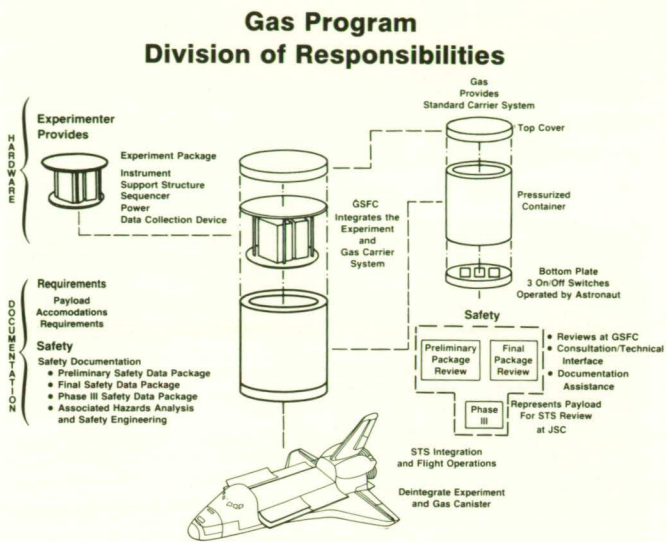 Gas Program
Division of Responsibilities
HARDWARE
Experimenter
Provides
Experiment Package
Instrument
Support Structure
Sequencer
Power
Data Collection Device
GSFC
Integrates the
Experiment
and
Gas Carrier
System
Gas
Provides
Standard Carrier System
Top Cover
Pressurized
Container
Bottom Plate
3 On/Off Switches
Operated by Astronaut
DOCUMENTATION
Requirements
Payload
Accomodations
Requirements
Safety
Safety Documentation
• Preliminary Safety Data Package
• Final Safety Data Package
• Phase III Safety Data Package
• Associated Hazards Analysis
and Safety Engineering
Safety
Preliminary
Package
Review
Final
Package
Review
• Reviews at GSFC
• Consultation/Technical
Interface
• Documentation
Assistance
Phase
III
Represents Payload
For STS Review
at JSC
STS Integration
and Flight Operations
Deintegrate Experiment
and Gas Canister